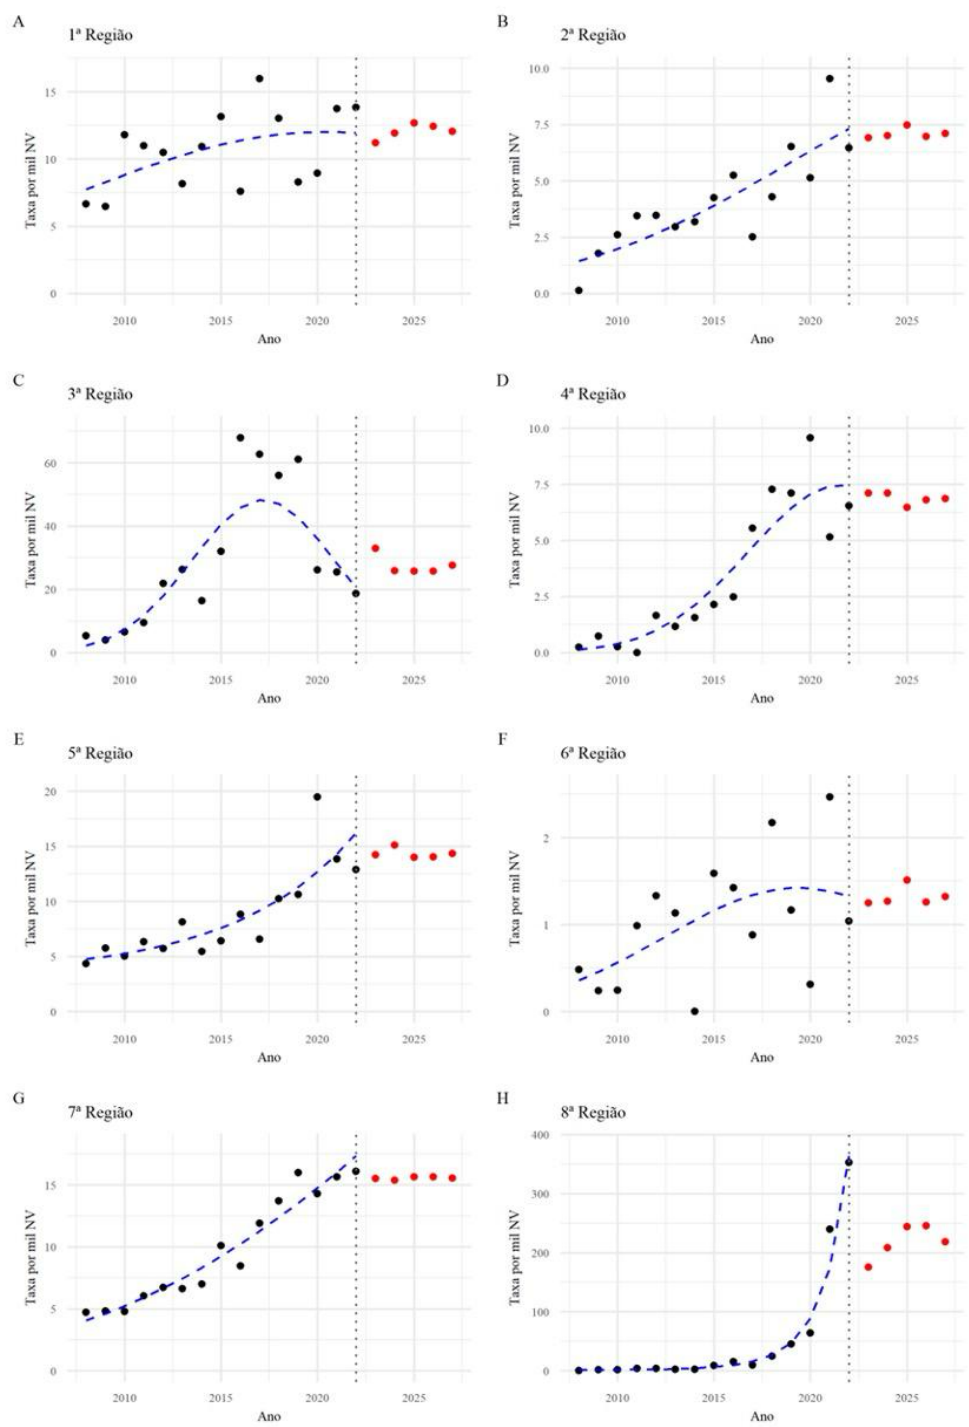 A
1ª Região
Taxa por mil NV
15
10
5
0
2010 2015 2020 2025
Ano
B
2ª Região
Taxa por mil NV
10.0
7.5
5.0
2.5
0.0
2010 2015 2020 2025
Ano
C
3ª Região
Taxa por mil NV
60
40
20
0
2010 2015 2020 2025
Ano
D
4ª Região
Taxa por mil NV
10.0
7.5
5.0
2.5
0.0
2010 2015 2020 2025
Ano
E
5ª Região
Taxa por mil NV
20
15
10
5
0
2010 2015 2020 2025
Ano
F
6ª Região
Taxa por mil NV
2
1
0
2010 2015 2020 2025
Ano
G
7ª Região
Taxa por mil NV
15
10
5
0
2010 2015 2020 2025
Ano
H
8ª Região
Taxa por mil NV
400
300
200
100
0
2010 2015 2020 2025
Ano